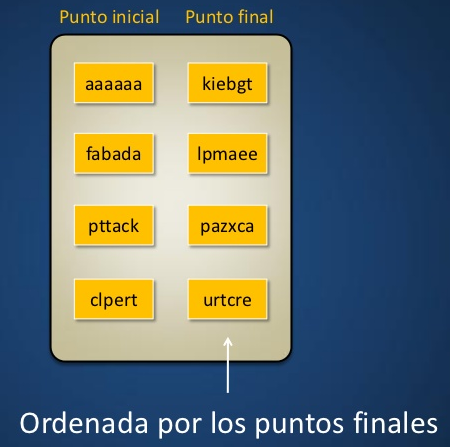 Punto inicial Punto final
aaaaaa kiebgt
fabada lpmaee
pttack pazxca
clpert urtcre
Ordenada por los puntos finales